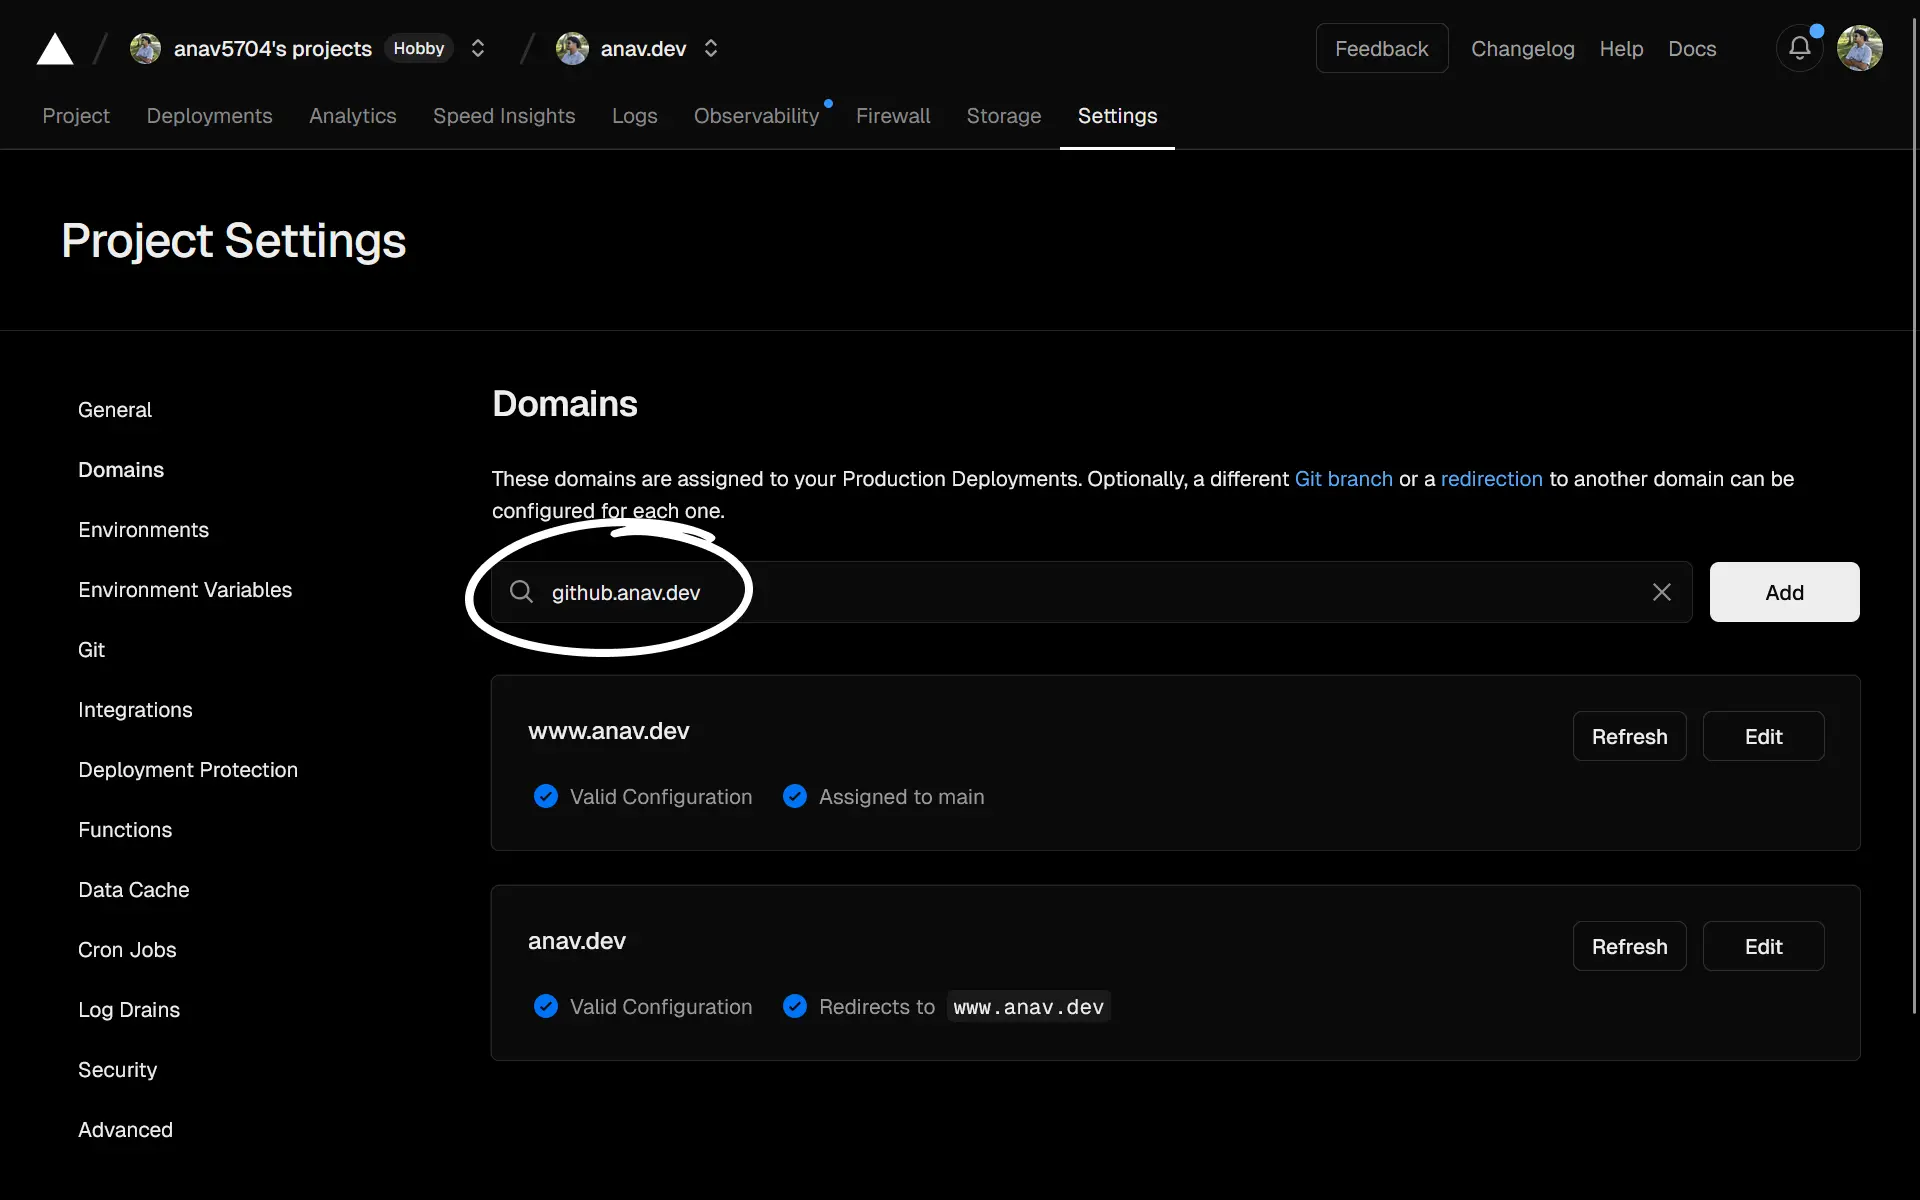 anav5704's projects Hobby anav.dev Feedback Changelog Help Docs
Project Deployments Analytics Speed Insights Logs Observability Firewall Storage Settings
Project Settings
General
Domains
Environments
Environment Variables
Git
Integrations
Deployment Protection
Functions
Data Cache
Cron Jobs
Log Drains
Security
Advanced
Domains
These domains are assigned to your Production Deployments. Optionally, a different Git branch or a redirection to another domain can be
configured for each one.
github.anav.dev Add
www.anav.dev Refresh Edit
Valid Configuration Assigned to main
anav.dev Refresh Edit
Valid Configuration Redirects to www.anav.dev